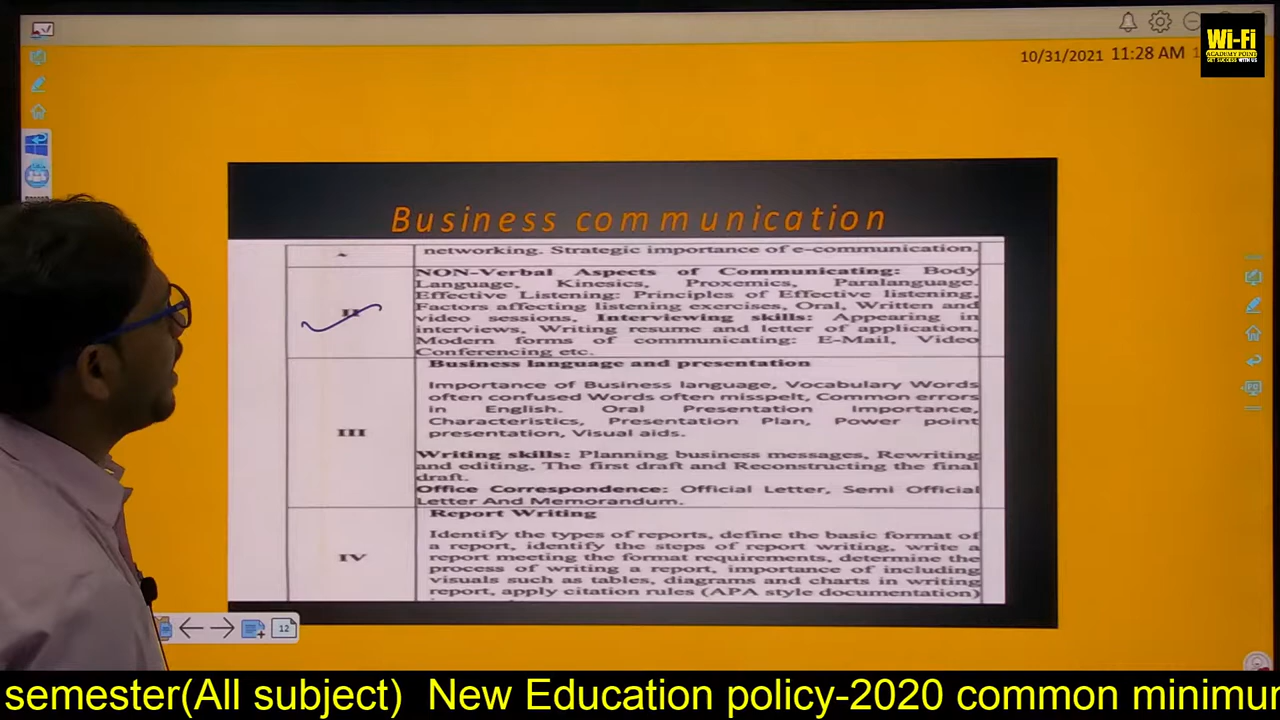 Wi-Fi
ACADEMY POINT
GET SUCCESS WITH US
10/31/2021 11:28 AM
Business communication
networking. Strategic importance of e-communication.
II
NON-Verbal Aspects of Communicating: Body
Language, Kinesics, Proxemics, Paralanguage.
Effective Listening: Principles of Effective listening,
Factors affecting listening exercises, Oral, Written and
video sessions, Interviewing skills: Appearing in
interviews, Writing resume and letter of application.
Modern forms of communicating: E-Mail, Video
Conferencing etc.
III
Business language and presentation
Importance of Business language, Vocabulary Words
often confused Words often misspelt, Common errors
in English. Oral Presentation Importance,
Characteristics, Presentation Plan, Power point
presentation, Visual aids.
Writing skills: Planning business messages, Rewriting
and editing, The first draft and Reconstructing the final
draft.
Office Correspondence: Official Letter, Semi Official
Letter And Memorandum.
IV
Report Writing
Identify the types of reports, define the basic format of
a report, identify the steps of report writing, write a
report meeting the format requirements, determine the
process of writing a report, importance of including
visuals such as tables, diagrams and charts in writing
report, apply citation rules (APA style documentation)
12
semester(All subject) New Education policy-2020 common minimum